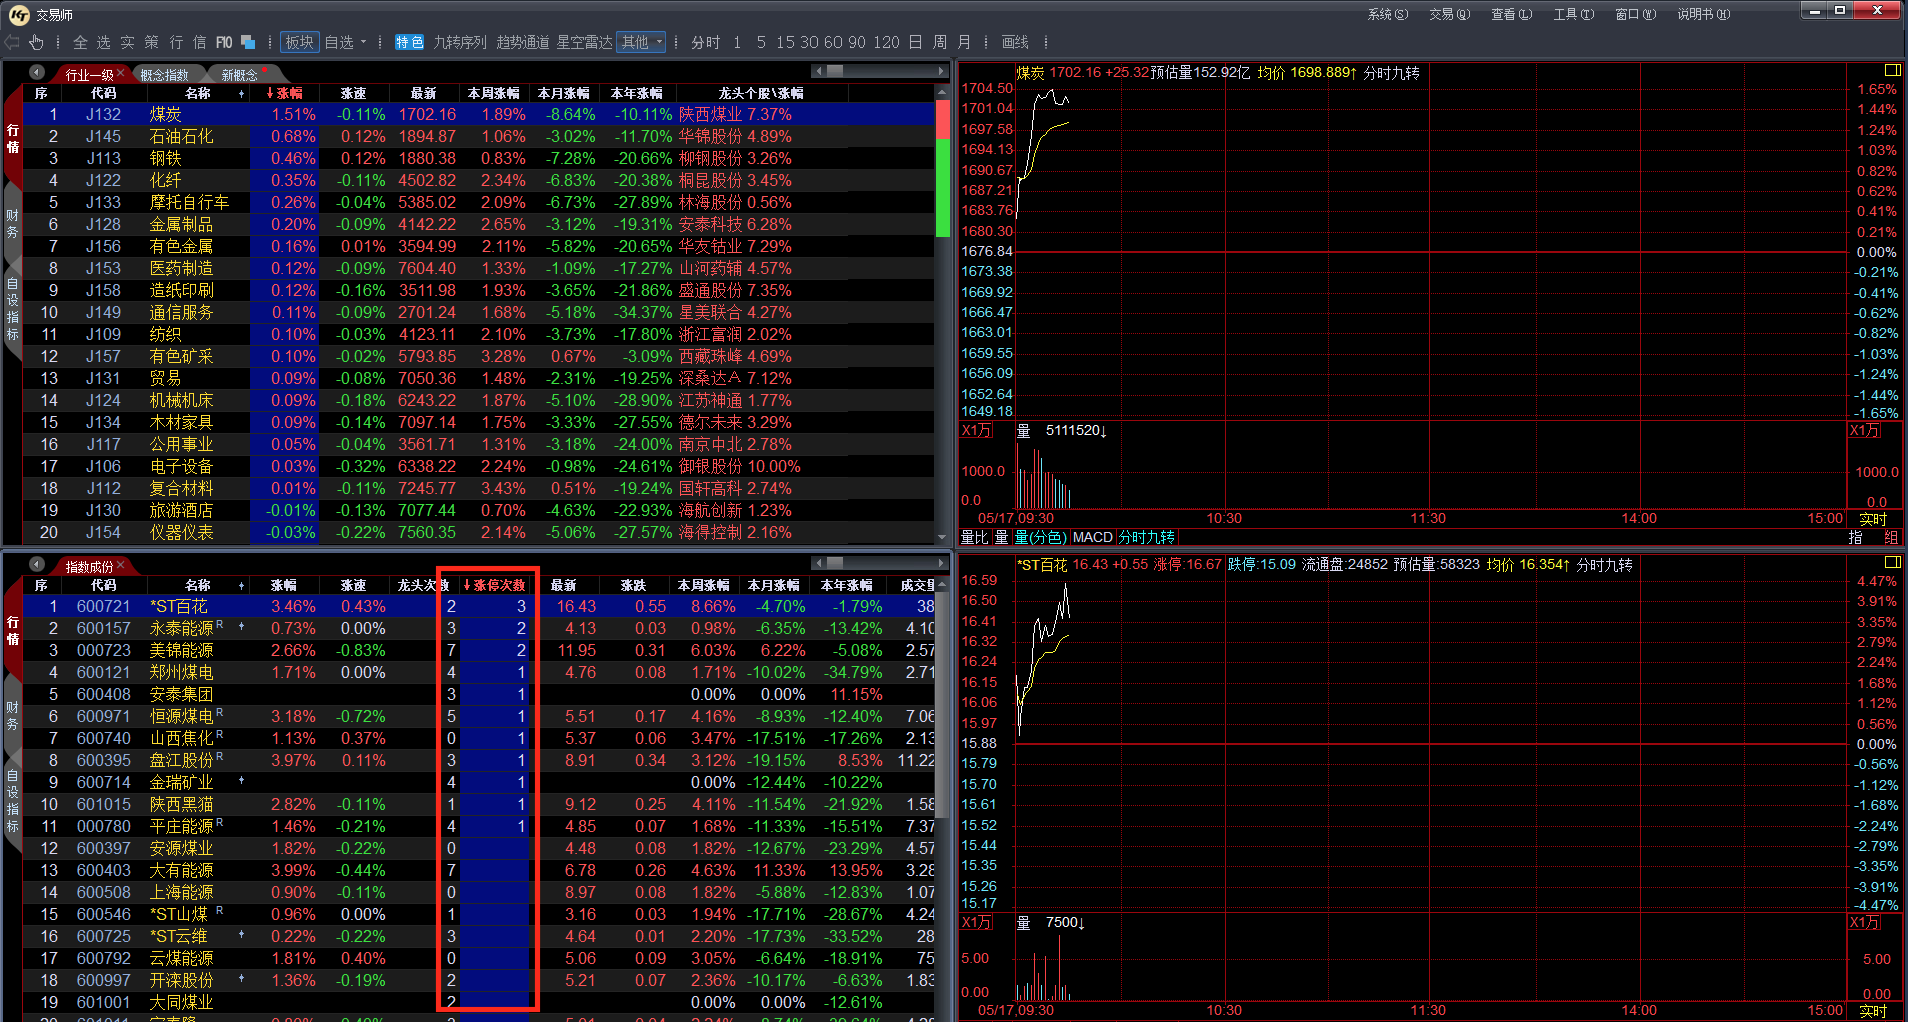 交易师 系统(S) 交易(Q) 查看(L) 工具(T) 窗口(W) 说明书(H)
全 选 实 策 行 信 F10 板块 自选 特色 九转序列 趋势通道 星空雷达 其他 分时 1 5 15 30 60 90 120 日 周 月 画线
行业一级 概念指数 新概念
序 代码 名称 涨幅 涨速 最新 本周涨幅 本月涨幅 本年涨幅 龙头个股\涨幅
1 J132 煤炭 1.51% -0.11% 1702.16 1.89% -8.64% -10.11% 陕西煤业 7.37%
2 J145 石油石化 0.68% 0.12% 1894.87 1.06% -3.02% -11.70% 华锦股份 4.89%
3 J113 钢铁 0.46% 0.12% 1880.38 0.83% -7.28% -20.66% 柳钢股份 3.26%
4 J122 化纤 0.35% -0.11% 4502.82 2.34% -6.83% -20.38% 桐昆股份 3.45%
5 J133 摩托自行车 0.26% -0.04% 5385.02 2.09% -6.73% -27.89% 林海股份 0.56%
6 J128 金属制品 0.20% -0.09% 4142.22 2.65% -3.12% -19.31% 安泰科技 6.28%
7 J156 有色金属 0.16% 0.01% 3594.99 2.11% -5.82% -20.65% 华友钴业 7.29%
8 J153 医药制造 0.12% -0.09% 7604.40 1.33% -1.09% -17.27% 山河药辅 4.57%
9 J158 造纸印刷 0.12% -0.16% 3511.98 1.93% -3.65% -21.86% 盛通股份 7.35%
10 J149 通信服务 0.11% -0.09% 2701.24 1.68% -5.18% -34.37% 星美联合 4.27%
11 J109 纺织 0.10% -0.03% 4123.11 2.10% -3.73% -17.80% 浙江富润 2.02%
12 J157 有色矿采 0.10% -0.02% 5793.85 3.28% 0.67% -3.09% 西藏珠峰 4.69%
13 J131 贸易 0.09% -0.08% 7050.36 1.48% -2.31% -19.25% 深桑达A 7.12%
14 J124 机械机床 0.09% -0.18% 6243.22 1.87% -5.10% -28.90% 江苏神通 1.77%
15 J134 木材家具 0.09% -0.14% 7097.14 1.75% -3.33% -27.55% 德尔未来 3.29%
16 J117 公用事业 0.05% -0.04% 3561.71 1.31% -3.18% -24.00% 南京中北 2.78%
17 J106 电子设备 0.03% -0.32% 6338.22 2.24% -0.98% -24.61% 御银股份 10.00%
18 J112 复合材料 0.01% -0.11% 7245.77 3.43% 0.51% -19.24% 国轩高科 2.74%
19 J130 旅游酒店 -0.01% -0.13% 7077.44 0.70% -4.63% -22.93% 海航创新 1.23%
20 J154 仪器仪表 -0.03% -0.22% 7560.35 2.14% -5.06% -27.57% 海得控制 2.16%
行情
财务
自设指标
煤炭 1702.16 +25.32 预估量152.92亿 均价 1698.889↑ 分时九转
1704.50 1.65%
1701.04 1.44%
1697.58 1.24%
1694.13 1.03%
1690.67 0.82%
1687.21 0.62%
1683.76 0.41%
1680.30 0.21%
1676.84 0.00%
1673.38 -0.21%
1669.92 -0.41%
1666.47 -0.62%
1663.01 -0.82%
1659.55 -1.03%
1656.09 -1.24%
1652.64 -1.44%
1649.18 -1.65%
X1万 量 5111520↓ X1万
1000.0 1000.0
0.0 0.0
05/17,09:30 10:30 11:30 14:00 15:00 实时
量比 量 量(分色) MACD 分时九转 指 组
指数成份
序 代码 名称 涨幅 涨速 龙头次数 涨停次数 最新 涨跌 本周涨幅 本月涨幅 本年涨幅 成交量
1 600721 *ST百花 3.46% 0.43% 2 3 16.43 0.55 8.66% -4.70% -1.79% 38
2 600157 永泰能源R 0.73% 0.00% 3 2 4.13 0.03 0.98% -6.35% -13.42% 4.10
3 000723 美锦能源 2.66% -0.83% 7 2 11.95 0.31 6.03% 6.22% -5.08% 2.57
4 600121 郑州煤电 1.71% 0.00% 4 1 4.76 0.08 1.71% -10.02% -34.79% 2.71
5 600408 安泰集团 3 1 0.00% 0.00% 11.15%
6 600971 恒源煤电R 3.18% -0.72% 5 1 5.51 0.17 4.16% -8.93% -12.40% 7.06
7 600740 山西焦化R 1.13% 0.37% 0 1 5.37 0.06 3.47% -17.51% -17.26% 2.13
8 600395 盘江股份R 3.97% 0.11% 3 1 8.91 0.34 3.12% -19.15% 8.53% 11.22
9 600714 金瑞矿业 4 1 0.00% -12.44% -10.22%
10 601015 陕西黑猫 2.82% -0.11% 1 1 9.12 0.25 4.11% -11.54% -21.92% 1.58
11 000780 平庄能源R 1.46% -0.21% 4 1 4.85 0.07 1.68% -11.33% -15.51% 7.37
12 600397 安源煤业 1.82% -0.22% 0 4.48 0.08 1.82% -12.67% -23.29% 4.57
13 600403 大有能源 3.99% -0.44% 7 6.78 0.26 4.63% 11.33% 13.95% 3.28
14 600508 上海能源 0.90% -0.11% 0 8.97 0.08 1.82% -5.88% -12.83% 1.07
15 600546 *ST山煤R 0.96% 0.00% 1 3.16 0.03 1.94% -17.71% -28.67% 4.24
16 600725 *ST云维 0.22% -0.22% 3 4.64 0.01 2.20% -17.73% -33.52% 28
17 600792 云煤能源 1.81% 0.40% 0 5.06 0.09 3.05% -6.64% -18.91% 75
18 600997 开滦股份 1.36% -0.19% 2 5.21 0.07 2.36% -10.17% -6.63% 1.83
19 601001 大同煤业 2 0.00% 0.00% -12.61%
行情
财务
自设指标
*ST百花 16.43 +0.55 涨停:16.67 跌停:15.09 流通盘:24852 预估量:58323 均价 16.354↑ 分时九转
16.59 4.47%
16.50 3.91%
16.41 3.35%
16.32 2.79%
16.24 2.24%
16.15 1.68%
16.06 1.12%
15.97 0.56%
15.88 0.00%
15.79 -0.56%
15.70 -1.12%
15.61 -1.68%
15.52 -2.24%
15.44 -2.79%
15.35 -3.35%
15.26 -3.91%
15.17 -4.47%
X1万 量 7500↓ X1万
5.00 5.00
0.00 0.00
05/17,09:30 10:30 11:30 14:00 15:00 实时